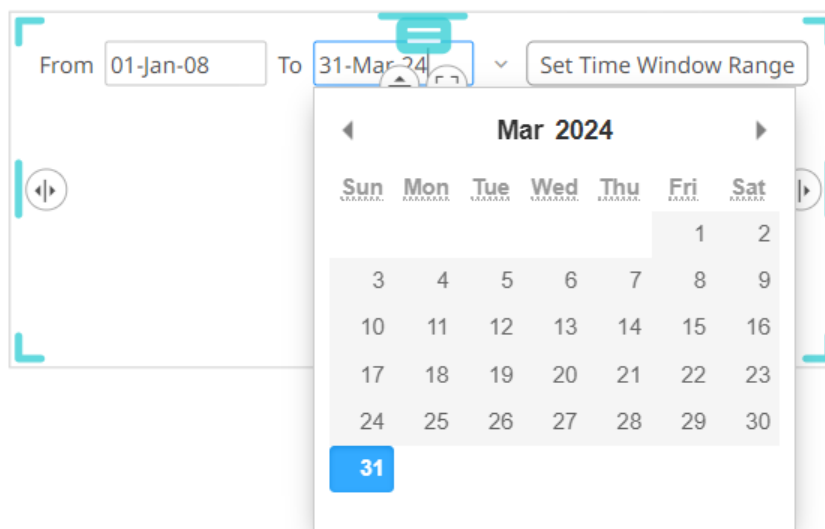 From 01-Jan-08 To 31-Mar-24 Set Time Window Range
Mar 2024
Sun Mon Tue Wed Thu Fri Sat
1 2
3 4 5 6 7 8 9
10 11 12 13 14 15 16
17 18 19 20 21 22 23
24 25 26 27 28 29 30
31